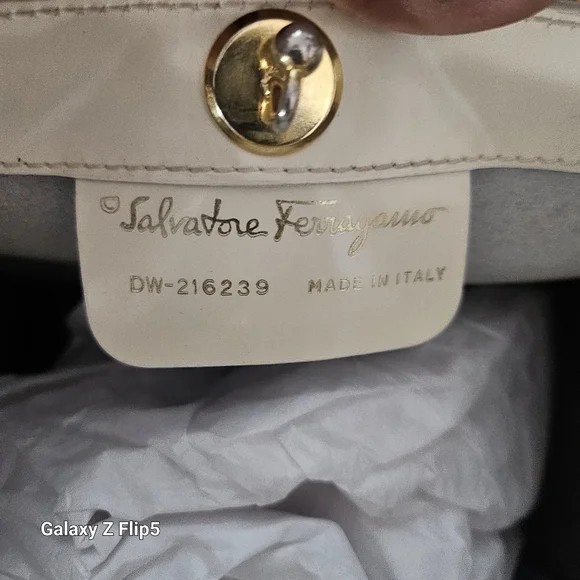 © Salvatore Ferragamo
DW-216239 MADE IN ITALY
Galaxy Z Flip5